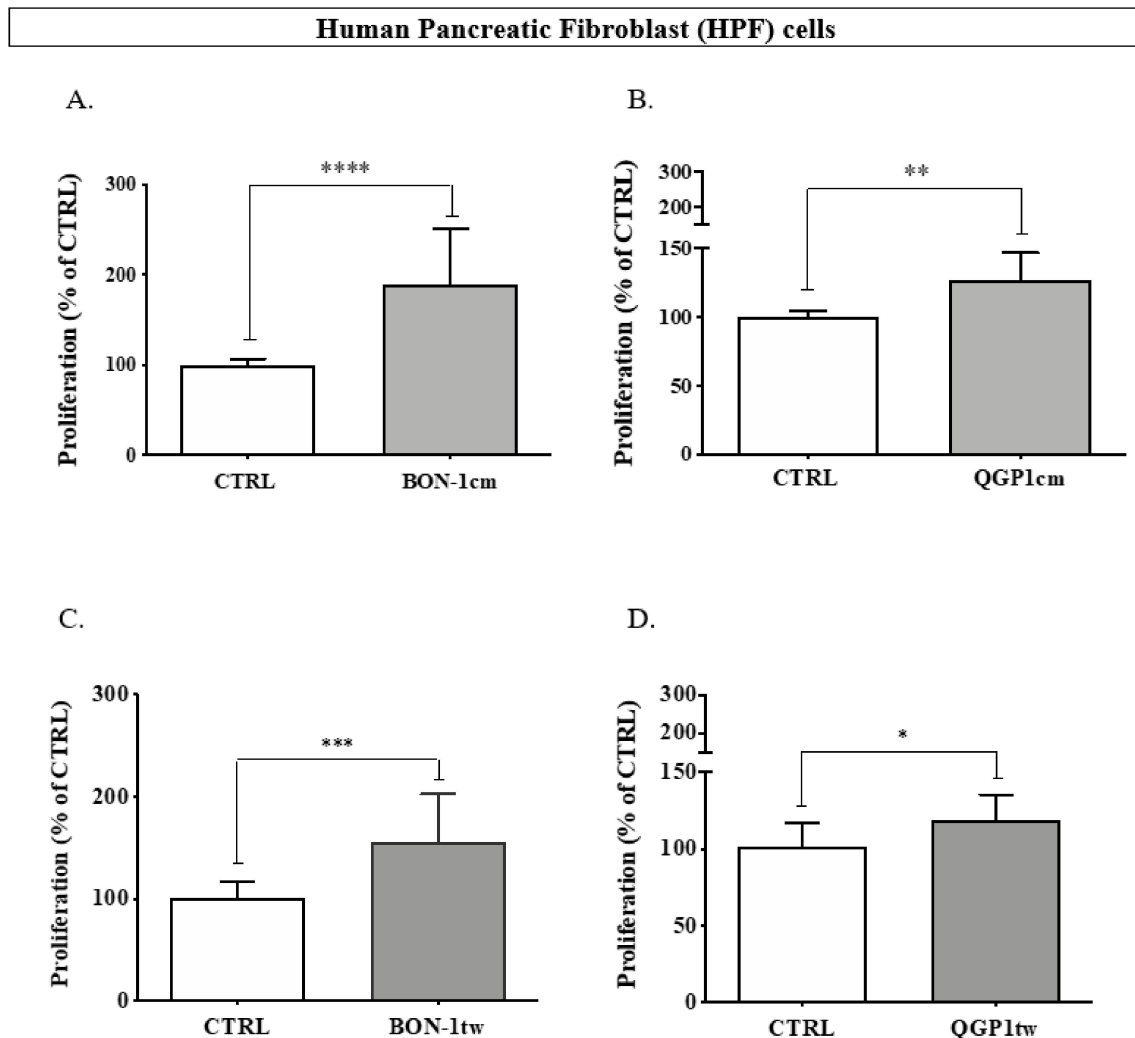 Human Pancreatic Fibroblast (HPF) cells
A.
Proliferation (% of CTRL)
300
200
100
0
****
CTRL
BON-1cm
B.
Proliferation (% of CTRL)
300
200
150
100
50
0
**
CTRL
QGP1cm
C.
Proliferation (% of CTRL)
300
200
100
0
***
CTRL
BON-1tw
D.
Proliferation (% of CTRL)
300
200
150
100
50
0
*
CTRL
QGP1tw